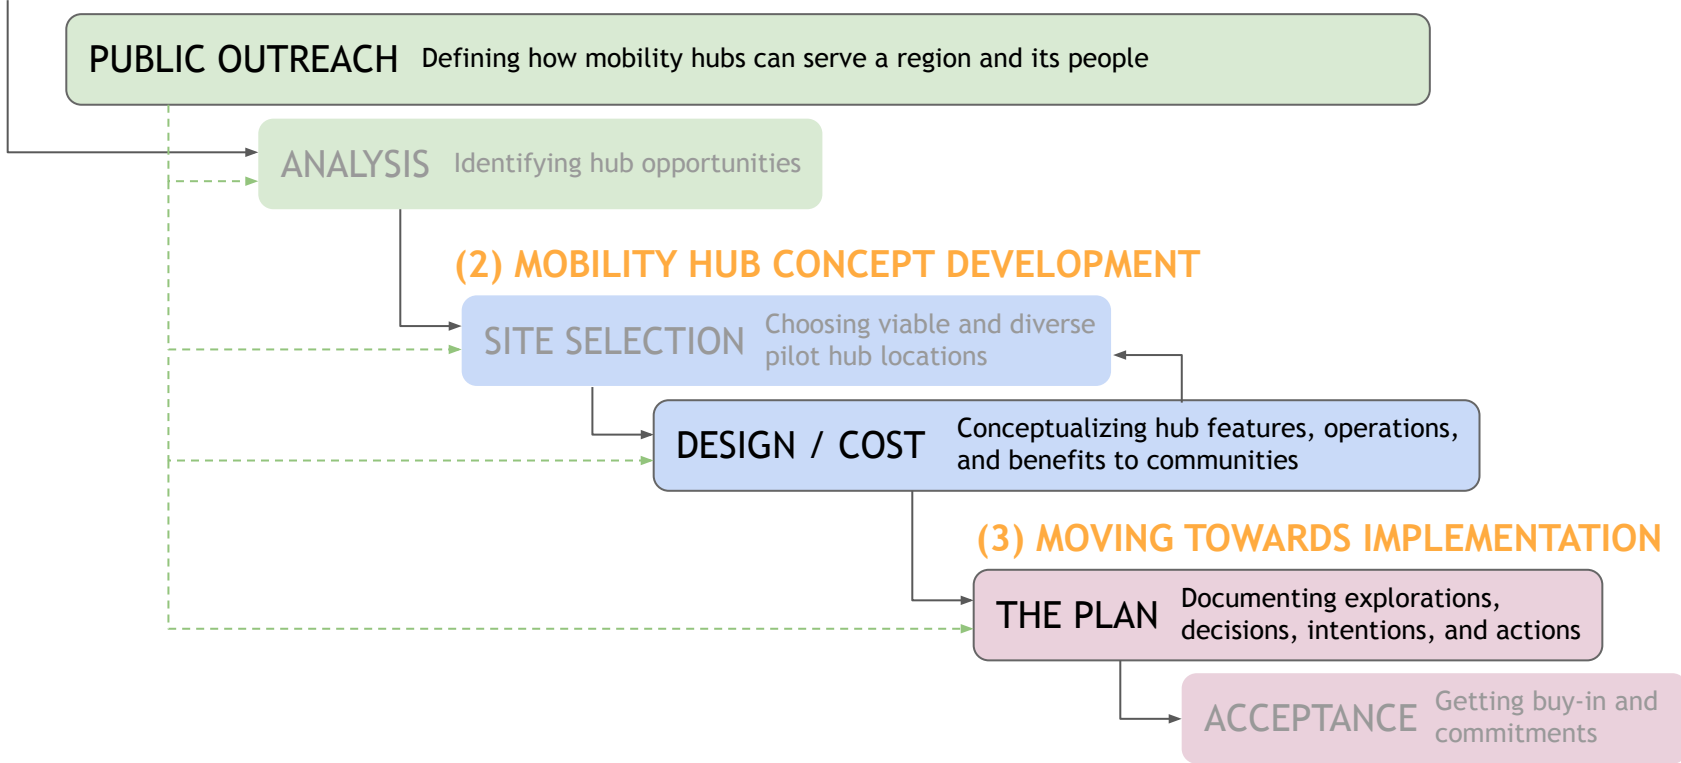 PUBLIC OUTREACH Defining how mobility hubs can serve a region and its people
ANALYSIS Identifying hub opportunities
(2) MOBILITY HUB CONCEPT DEVELOPMENT
SITE SELECTION
Choosing viable and diverse
pilot hub locations
DESIGN / COST
Conceptualizing hub features, operations,
and benefits to communities
(3) MOVING TOWARDS IMPLEMENTATION
THE PLAN
Documenting explorations,
decisions, intentions, and actions
ACCEPTANCE
Getting buy-in and
commitments